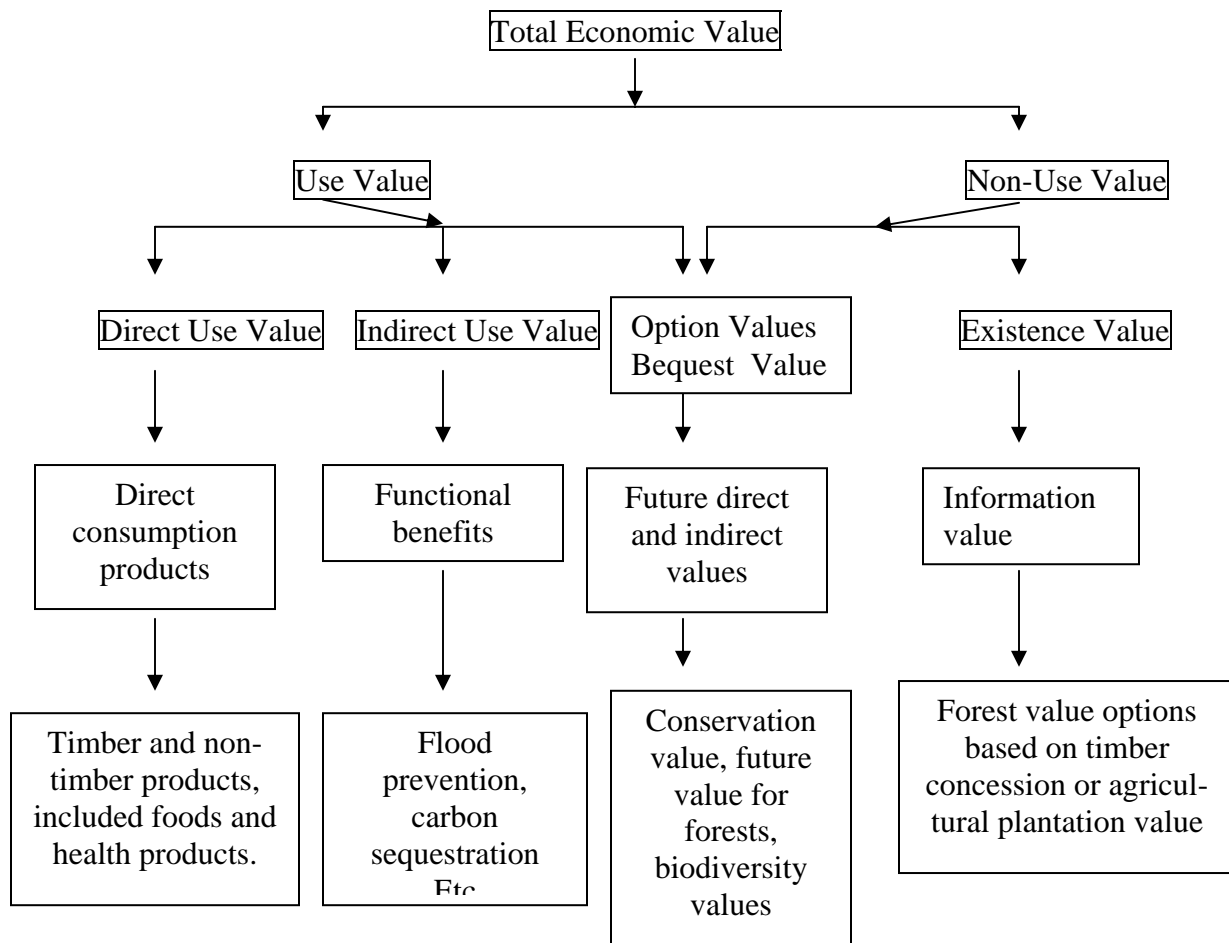 Total Economic Value
Use Value
Non-Use Value
Direct Use Value
Indirect Use Value
Option Values
Bequest Value
Existence Value
Direct
consumption
products
Functional
benefits
Future direct
and indirect
values
Information
value
Timber and non-
timber products,
included foods and
health products.
Flood
prevention,
carbon
sequestration
Etc
Conservation
value, future
value for
forests,
biodiversity
values
Forest value options
based on timber
concession or agricul-
tural plantation value